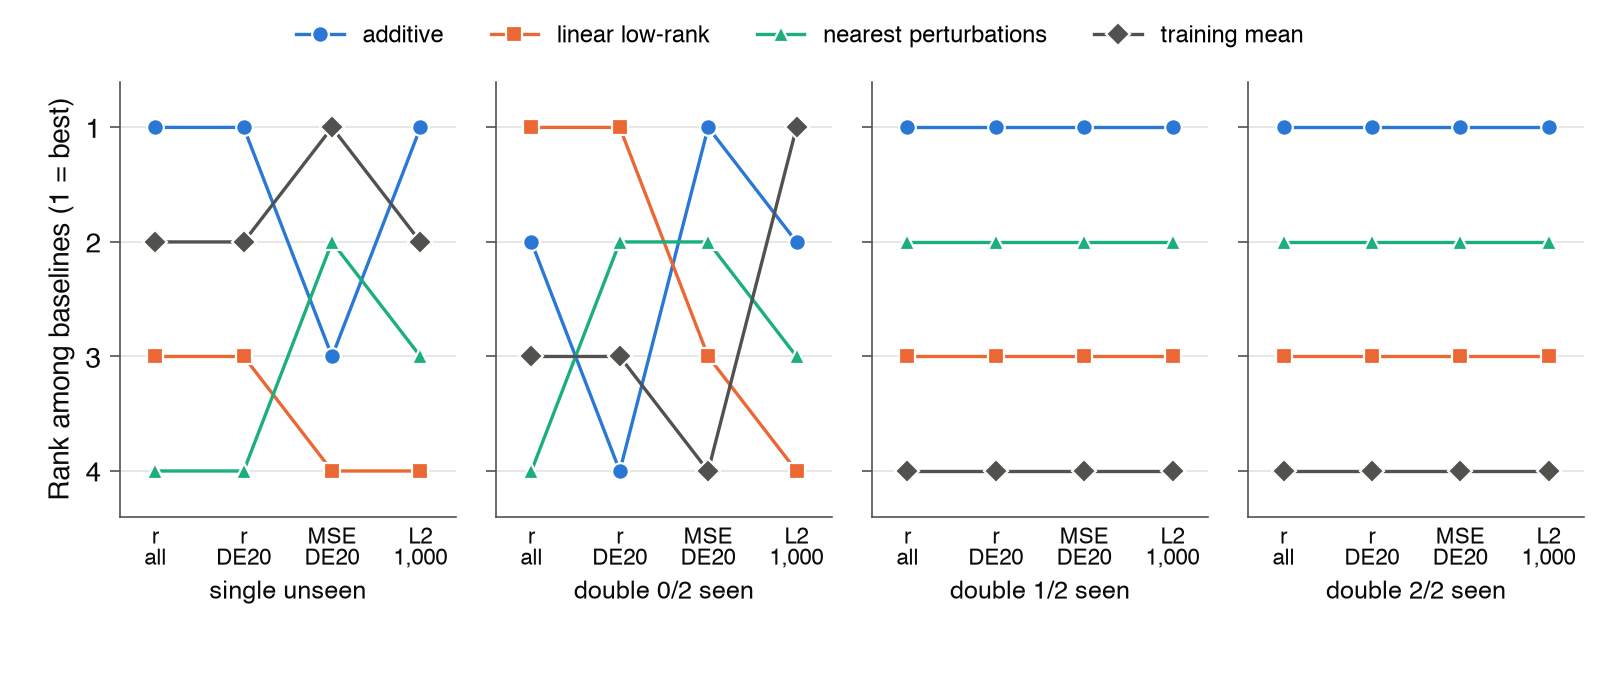 additive linear low-rank nearest perturbations training mean
Rank among baselines (1 = best)
1
2
3
4
r all r DE20 MSE DE20 L2 1,000
single unseen
r all r DE20 MSE DE20 L2 1,000
double 0/2 seen
r all r DE20 MSE DE20 L2 1,000
double 1/2 seen
r all r DE20 MSE DE20 L2 1,000
double 2/2 seen